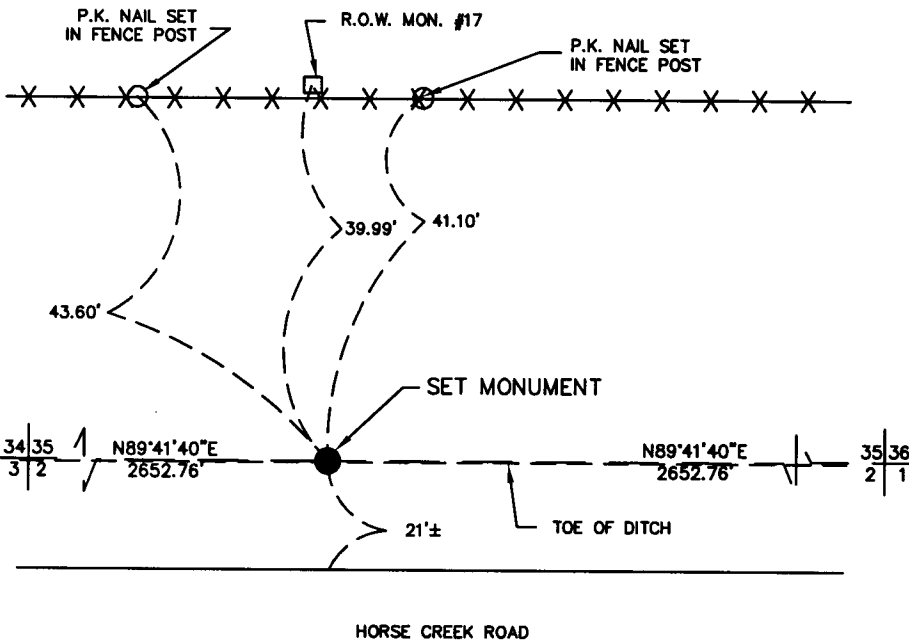 P.K. NAIL SET
IN FENCE POST
R.O.W. MON. #17
P.K. NAIL SET
IN FENCE POST
39.99'
41.10'
43.60'
SET MONUMENT
34 35
3 2
N89°41'40"E
2652.76'
N89°41'40"E
2652.76'
35 36
2 1
21'±
TOE OF DITCH
HORSE CREEK ROAD